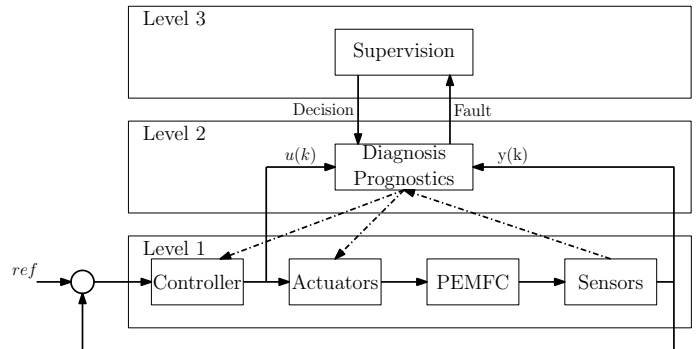 Level 3
Supervision
Decision
Fault
Level 2
u(k)
Diagnosis
Prognostics
y(k)
Level 1
ref
Controller
Actuators
PEMFC
Sensors